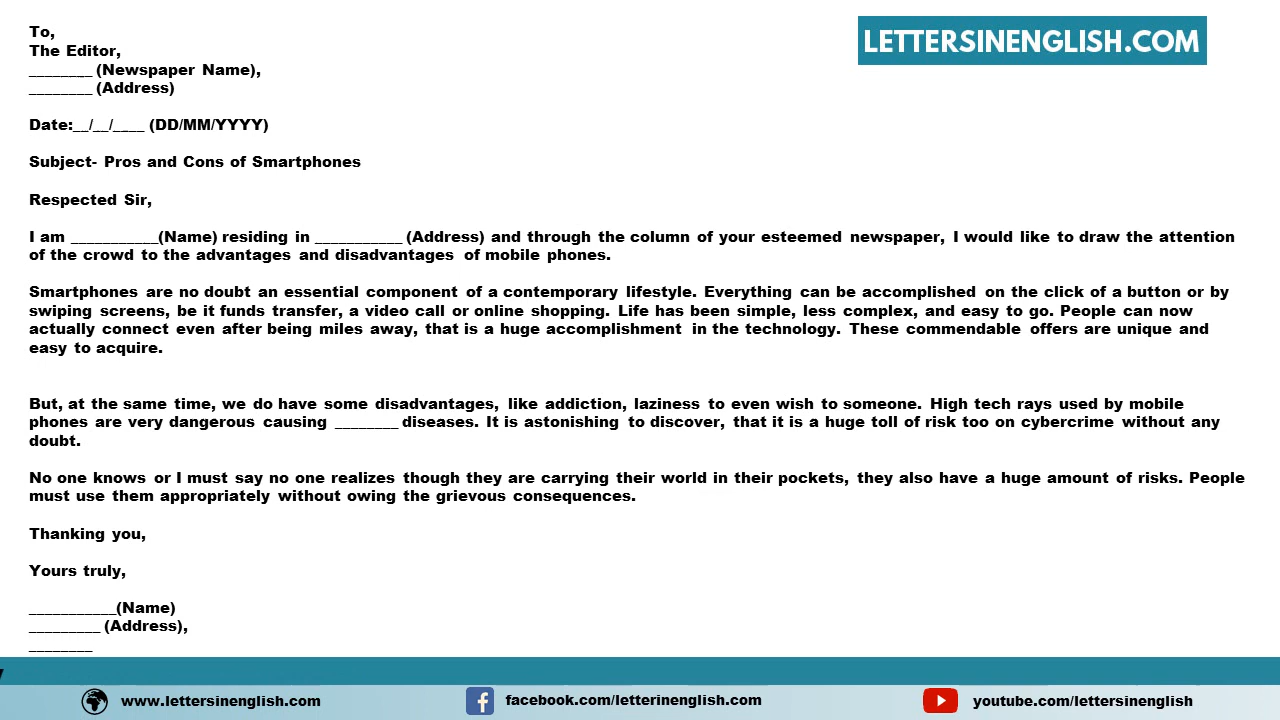 To,
LETTERSINENGLISH.COM
The Editor,
________ (Newspaper Name),
________ (Address)
Date:__/__/____ (DD/MM/YYYY)
Subject- Pros and Cons of Smartphones
Respected Sir,
I am ___________(Name) residing in ___________ (Address) and through the column of your esteemed newspaper, I would like to draw the attention
of the crowd to the advantages and disadvantages of mobile phones.
Smartphones are no doubt an essential component of a contemporary lifestyle. Everything can be accomplished on the click of a button or by
swiping screens, be it funds transfer, a video call or online shopping. Life has been simple, less complex, and easy to go. People can now
actually connect even after being miles away, that is a huge accomplishment in the technology. These commendable offers are unique and
easy to acquire.
But, at the same time, we do have some disadvantages, like addiction, laziness to even wish to someone. High tech rays used by mobile
phones are very dangerous causing ________ diseases. It is astonishing to discover, that it is a huge toll of risk too on cybercrime without any
doubt.
No one knows or I must say no one realizes though they are carrying their world in their pockets, they also have a huge amount of risks. People
must use them appropriately without owing the grievous consequences.
Thanking you,
Yours truly,
___________(Name)
_________ (Address),
________
www.lettersinenglish.com
facebook.com/letterinenglish.com
youtube.com/lettersinenglish